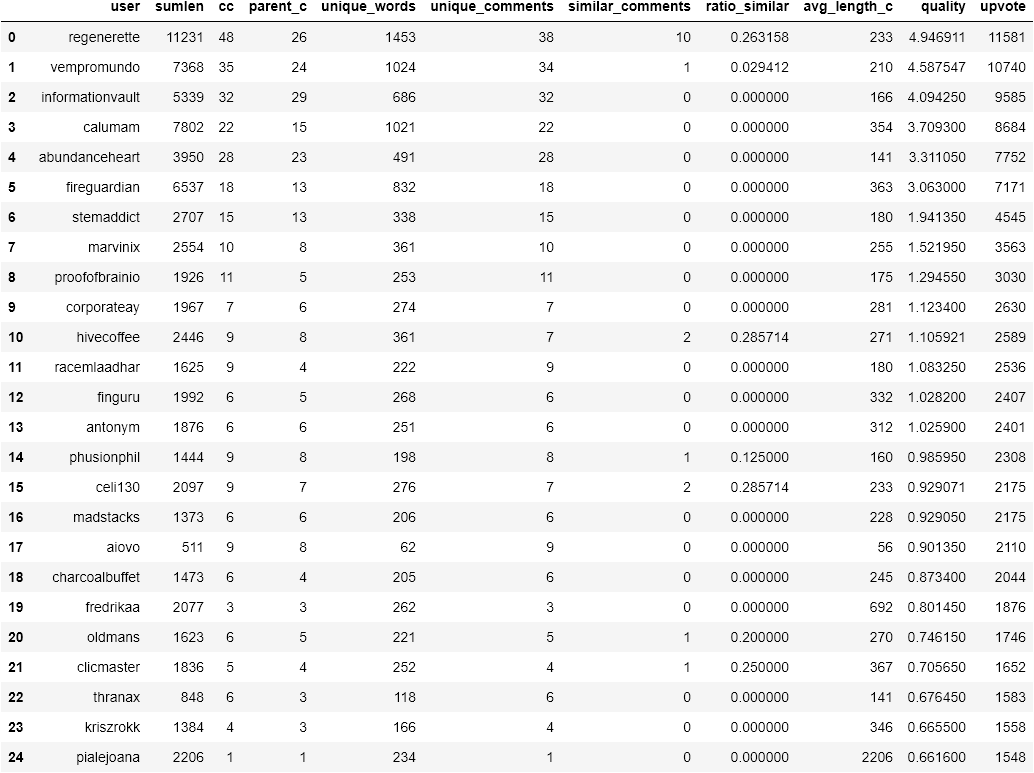 user sumlen cc parent_c unique_words unique_comments similar_comments ratio_similar avg_length_c quality upvote
0 regenerette 11231 48 26 1453 38 10 0.263158 233 4.946911 11581
1 vempromundo 7368 35 24 1024 34 1 0.029412 210 4.587547 10740
2 informationvault 5339 32 29 686 32 0 0.000000 166 4.094250 9585
3 calumam 7802 22 15 1021 22 0 0.000000 354 3.709300 8684
4 abundanceheart 3950 28 23 491 28 0 0.000000 141 3.311050 7752
5 fireguardian 6537 18 13 832 18 0 0.000000 363 3.063000 7171
6 stemaddict 2707 15 13 338 15 0 0.000000 180 1.941350 4545
7 marvinix 2554 10 8 361 10 0 0.000000 255 1.521950 3563
8 proofofbrainio 1926 11 5 253 11 0 0.000000 175 1.294550 3030
9 corporateay 1967 7 6 274 7 0 0.000000 281 1.123400 2630
10 hivecoffee 2446 9 8 361 7 2 0.285714 271 1.105921 2589
11 racemlaadhar 1625 9 4 222 9 0 0.000000 180 1.083250 2536
12 finguru 1992 6 5 268 6 0 0.000000 332 1.028200 2407
13 antonym 1876 6 6 251 6 0 0.000000 312 1.025900 2401
14 phusionphil 1444 9 8 198 8 1 0.125000 160 0.985950 2308
15 celi130 2097 9 7 276 7 2 0.285714 233 0.929071 2175
16 madstacks 1373 6 6 206 6 0 0.000000 228 0.929050 2175
17 aiovo 511 9 8 62 9 0 0.000000 56 0.901350 2110
18 charcoalbuffet 1473 6 4 205 6 0 0.000000 245 0.873400 2044
19 fredrikaa 2077 3 3 262 3 0 0.000000 692 0.801450 1876
20 oldmans 1623 6 5 221 5 1 0.200000 270 0.746150 1746
21 clicmaster 1836 5 4 252 4 1 0.250000 367 0.705650 1652
22 thranax 848 6 3 118 6 0 0.000000 141 0.676450 1583
23 kriszrokk 1384 4 3 166 4 0 0.000000 346 0.665500 1558
24 pialejoana 2206 1 1 234 1 0 0.000000 2206 0.661600 1548